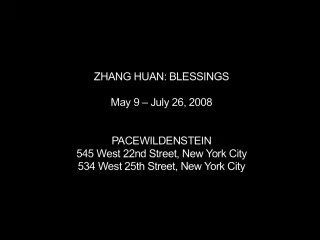 ZHANG HUAN: BLESSINGS
May 9 – July 26, 2008
PACEWILDENSTEIN
545 West 22nd Street, New York City
534 West 25th Street, New York City